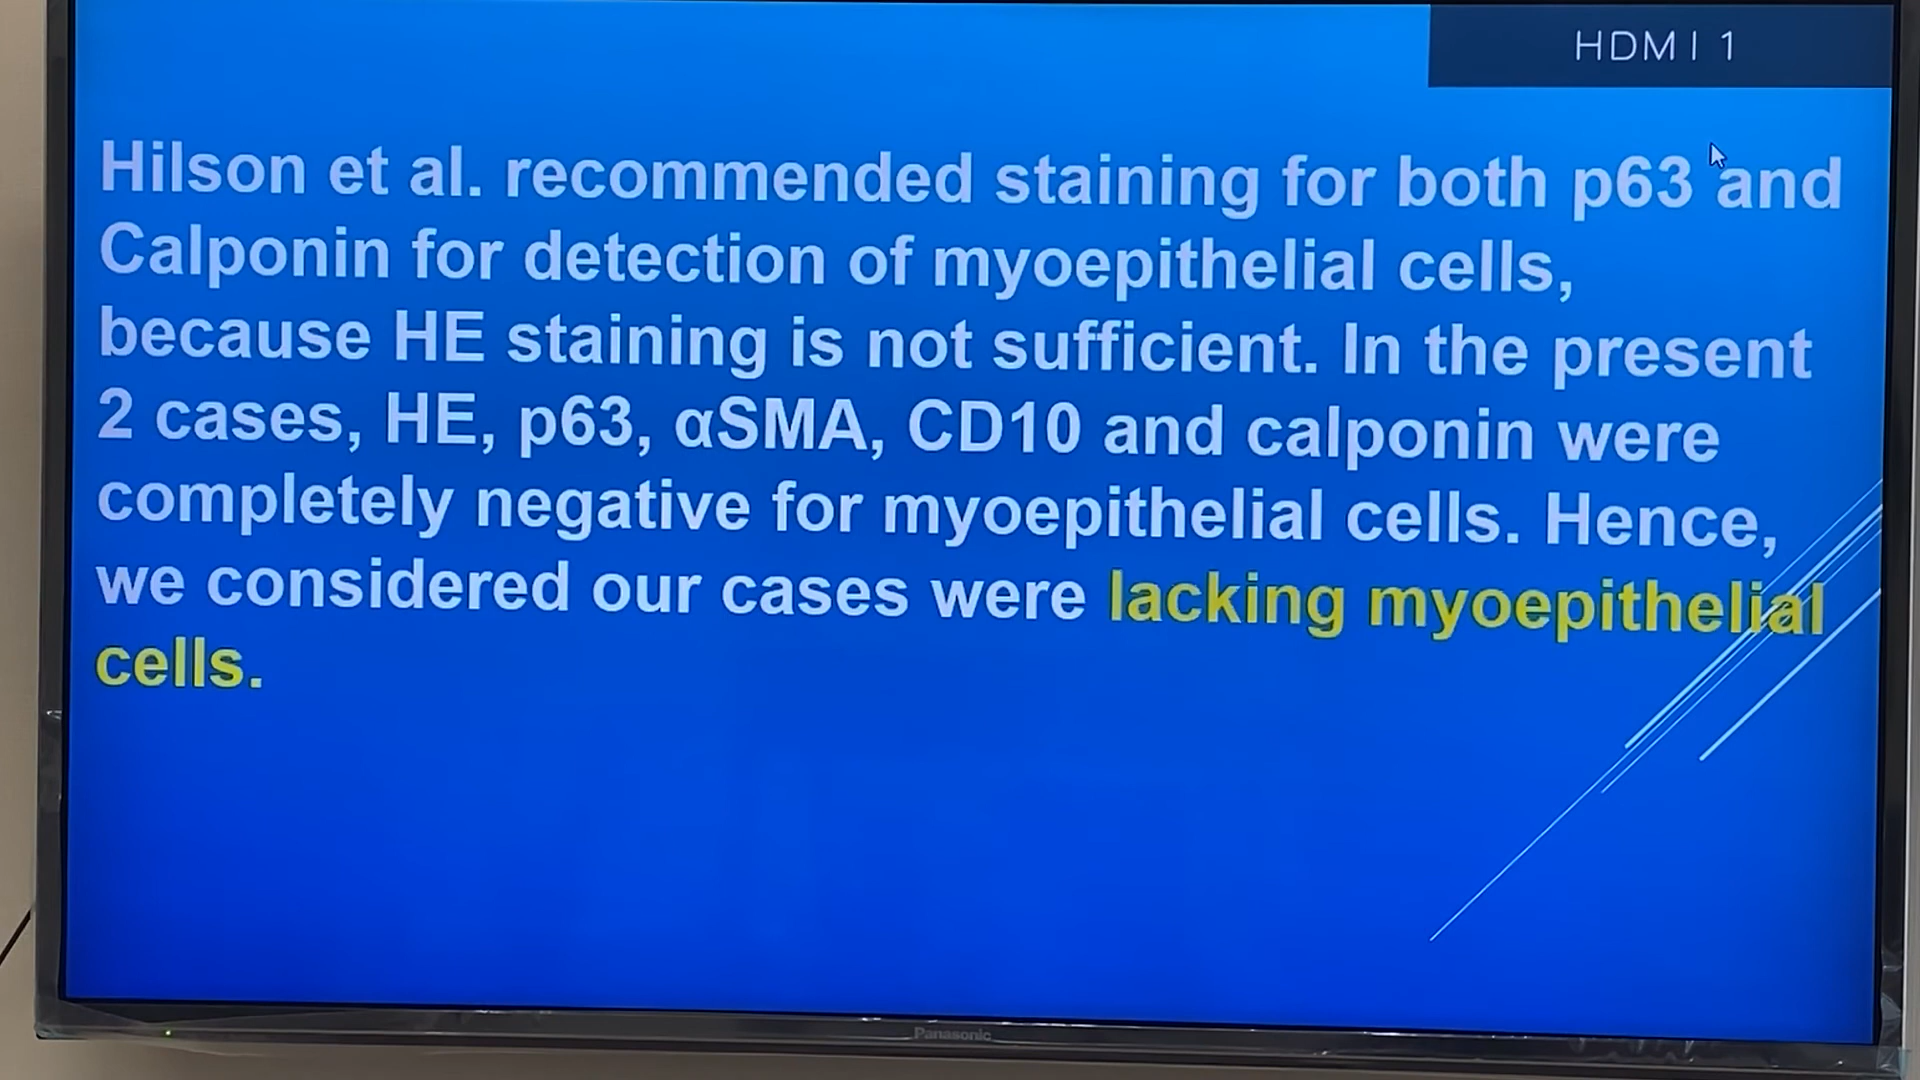 HDMI 1
Hilson et al. recommended staining for both p63 and
Calponin for detection of myoepithelial cells,
because HE staining is not sufficient. In the present
2 cases, HE, p63, αSMA, CD10 and calponin were
completely negative for myoepithelial cells. Hence,
we considered our cases were lacking myoepithelial
cells.
Panasonic